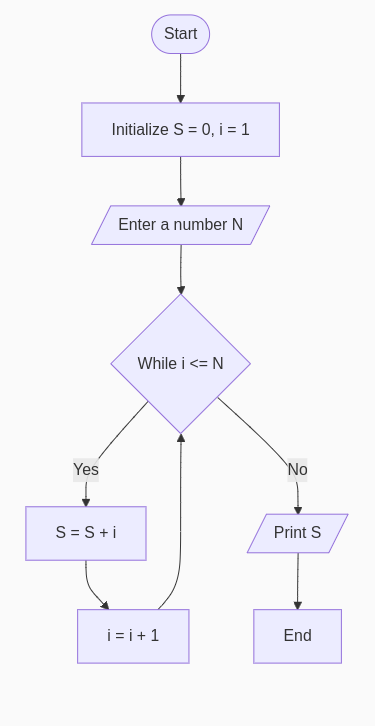 Start
Initialize S = 0, i = 1
Enter a number N
While i <= N
Yes
No
S = S + i
Print S
i = i + 1
End